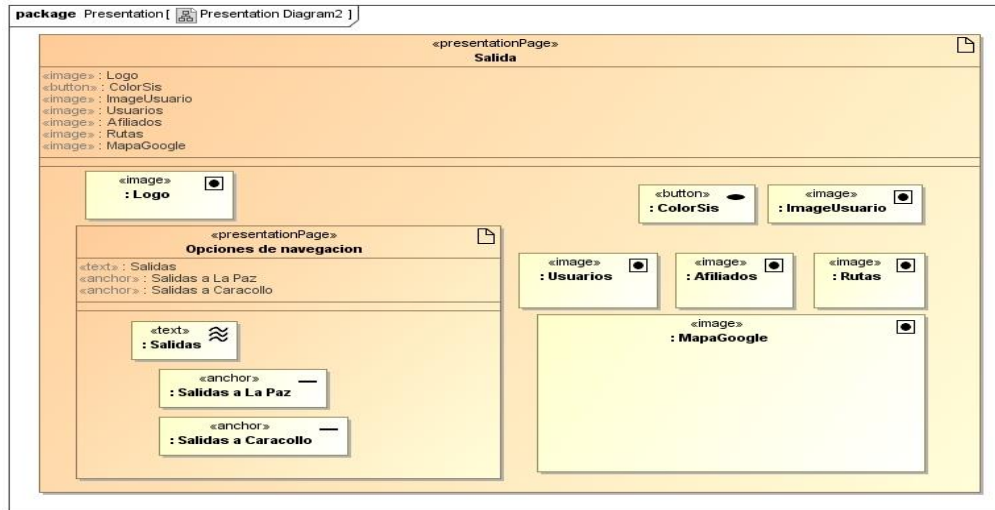 package Presentation [ Presentation Diagram2 ]
«presentationPage»
Salida
«image» : Logo
«button» : ColorSis
«image» : ImageUsuario
«image» : Usuarios
«image» : Afiliados
«image» : Rutas
«image» : MapaGoogle
«image»
: Logo
«button»
: ColorSis
«image»
: ImageUsuario
«presentationPage»
Opciones de navegacion
«text» : Salidas
«anchor» : Salidas a La Paz
«anchor» : Salidas a Caracollo
«text»
: Salidas
«anchor»
: Salidas a La Paz
«anchor»
: Salidas a Caracollo
«image»
: Usuarios
«image»
: Afiliados
«image»
: Rutas
«image»
: MapaGoogle